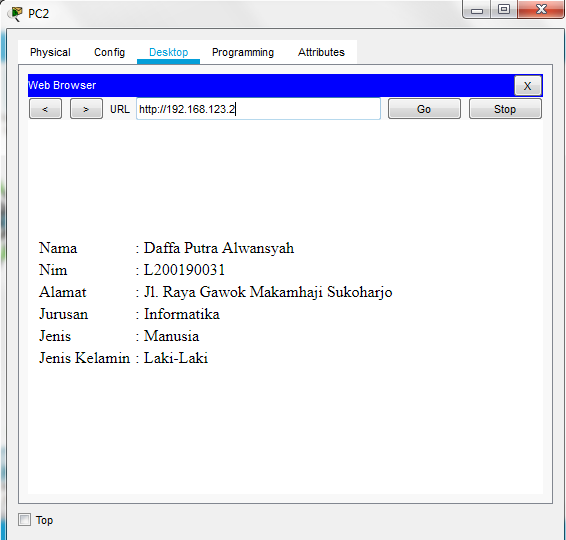 PC2
Physical Config Desktop Programming Attributes
Web Browser X
< > URL http://192.168.123.2 Go Stop
Nama : Daffa Putra Alwansyah
Nim : L200190031
Alamat : Jl. Raya Gawok Makamhaji Sukoharjo
Jurusan : Informatika
Jenis : Manusia
Jenis Kelamin : Laki-Laki
Top